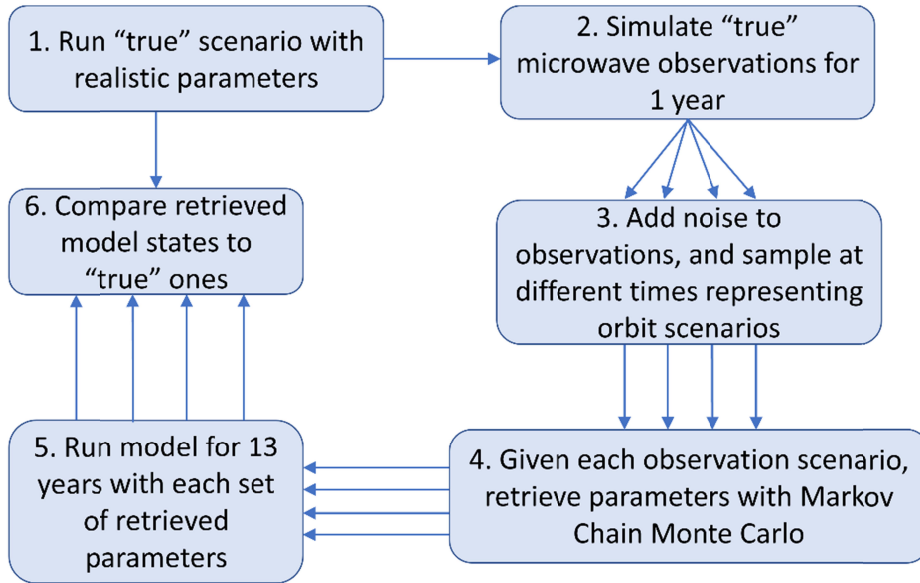 1. Run “true” scenario with
realistic parameters
2. Simulate “true”
microwave observations for
1 year
3. Add noise to
observations, and sample at
different times representing
orbit scenarios
4. Given each observation scenario,
retrieve parameters with Markov
Chain Monte Carlo
5. Run model for 13
years with each set
of retrieved
parameters
6. Compare retrieved
model states to
“true” ones